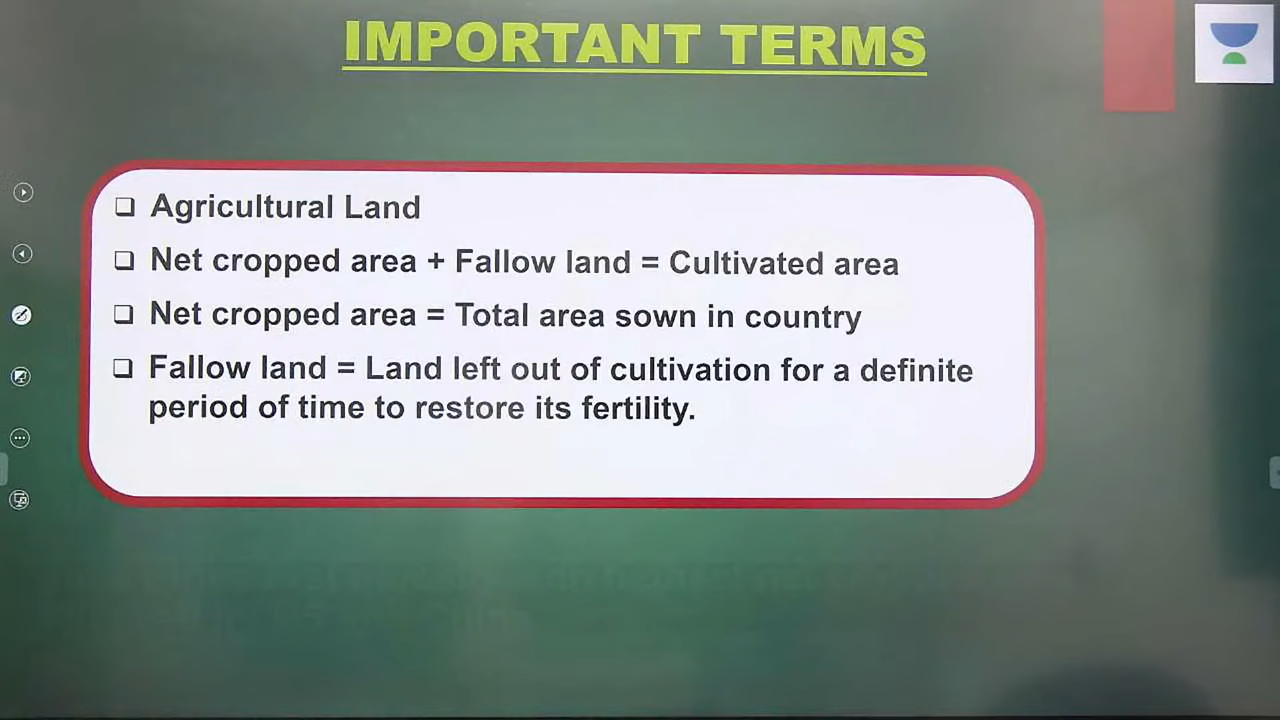 IMPORTANT TERMS
❑ Agricultural Land
❑ Net cropped area + Fallow land = Cultivated area
❑ Net cropped area = Total area sown in country
❑ Fallow land = Land left out of cultivation for a definite
period of time to restore its fertility.